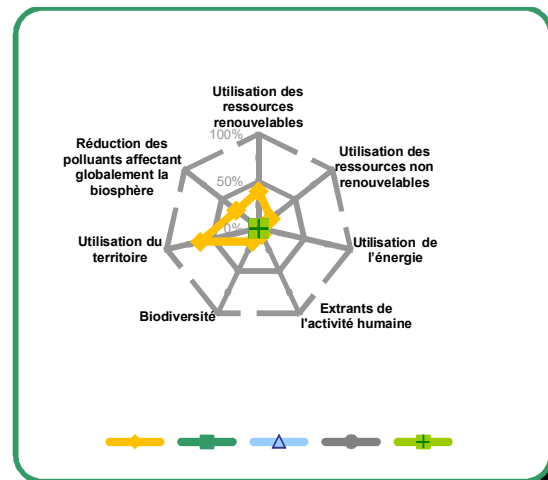 Utilisation des
ressources
renouvelables
100%
Réduction des
polluants affectant
globalement la
biosphère
Utilisation des
ressources non
renouvelables
50%
0%
Utilisation du
territoire
Utilisation de
l'énergie
Biodiversité
Extrants de
l'activité humaine